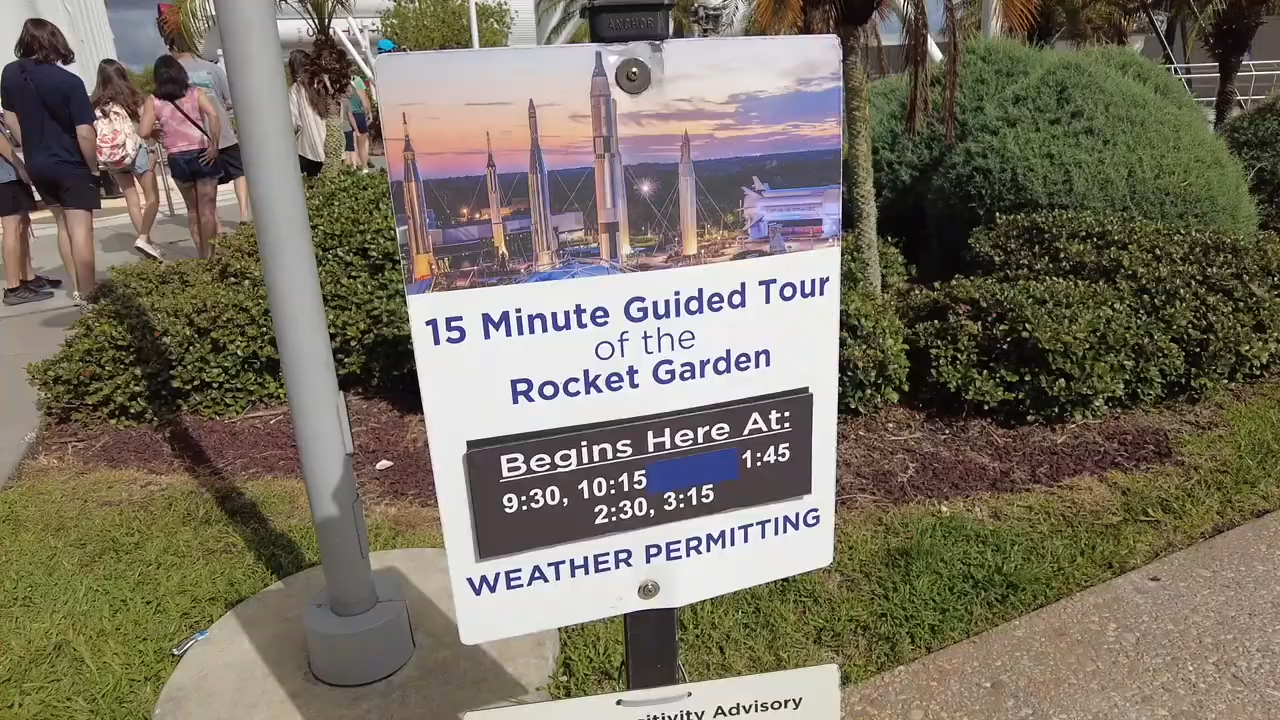 ANCHOR
15 Minute Guided Tour
of the
Rocket Garden
Begins Here At:
9:30, 10:15 1:45
2:30, 3:15
WEATHER PERMITTING
Advisory